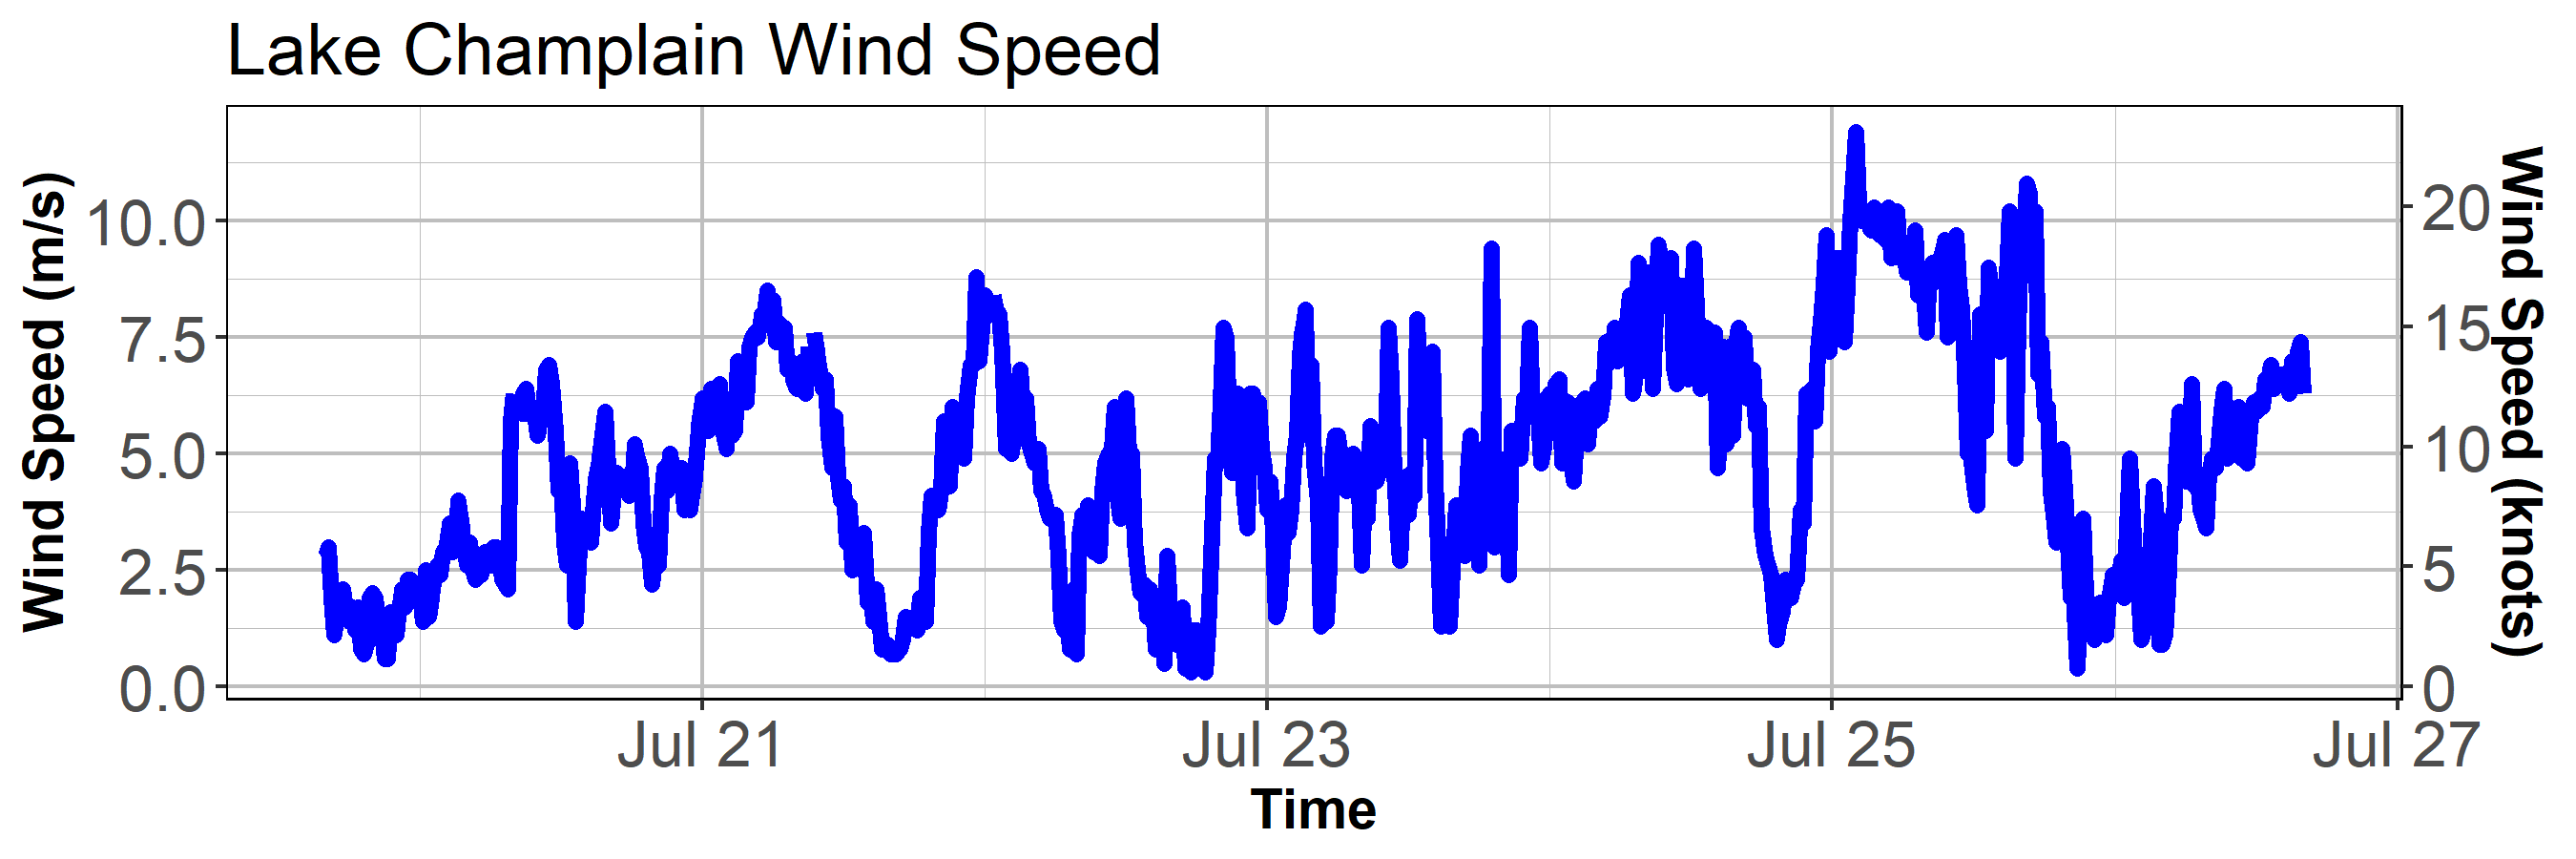 Lake Champlain Wind Speed
Wind Speed (m/s)
10.0
7.5
5.0
2.5
0.0
20
15
10
5
0
Wind Speed (knots)
Jul 21
Jul 23
Jul 25
Jul 27
Time